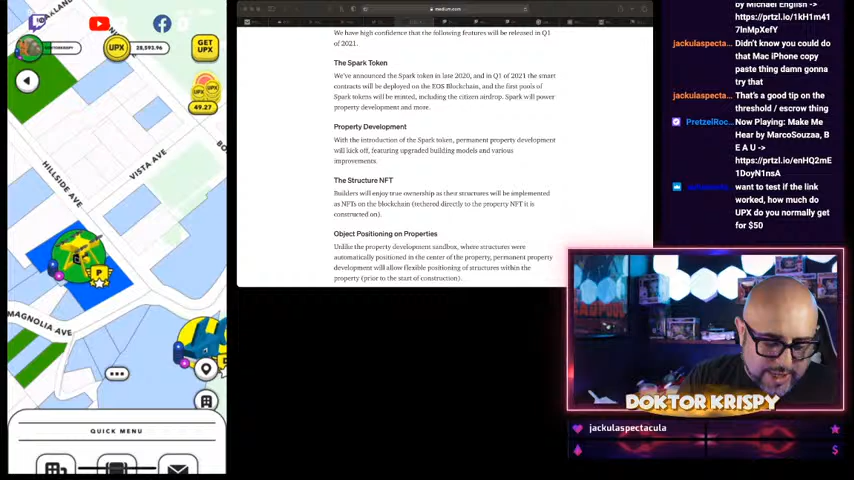 UPX
28,593.96
GET
UPX
49.27
HILLSIDE AVE
VISTA AVE
MAGNOLIA AVE
P
QUICK MENU
medium.com
We have high confidence that the following features will be released in Q1
of 2021.
The Spark Token
We've announced the Spark token in late 2020, and in Q1 of 2021 the smart
contracts will be deployed on the EOS Blockchain, and the first pools of
Spark tokens will be minted, including the citizen airdrop. Spark will power
property development and more.
Property Development
With the introduction of the Spark token, permanent property development
will kick off, featuring upgraded building models and various
improvements.
The Structure NFT
Builders will enjoy true ownership as their structures will be implemented
as NFTs on the blockchain (tethered directly to the property NFT it is
constructed on).
Object Positioning on Properties
Unlike the property development sandbox, where structures were
automatically positioned in the center of the property, permanent property
development will allow flexible positioning of structures within the
property (prior to the start of construction).
by Michael English ->
https://prtzl.io/1kH1m41
7lnMpXefY
jackulaspecta... Didn't know you could do
that Mac iPhone copy
paste thing damn gonna
try that
jackulaspecta... That's a good tip on the
threshold / escrow thing
PretzelRoc... Now Playing: Make Me
Hear by MarcoSouzaa, B
E A U ->
https://prtzl.io/enHQ2mE
1DoyN1nsA
want to test if the link
worked, how much do
UPX do you normally get
for $50
DOKTOR KRISPY
jackulaspectacula